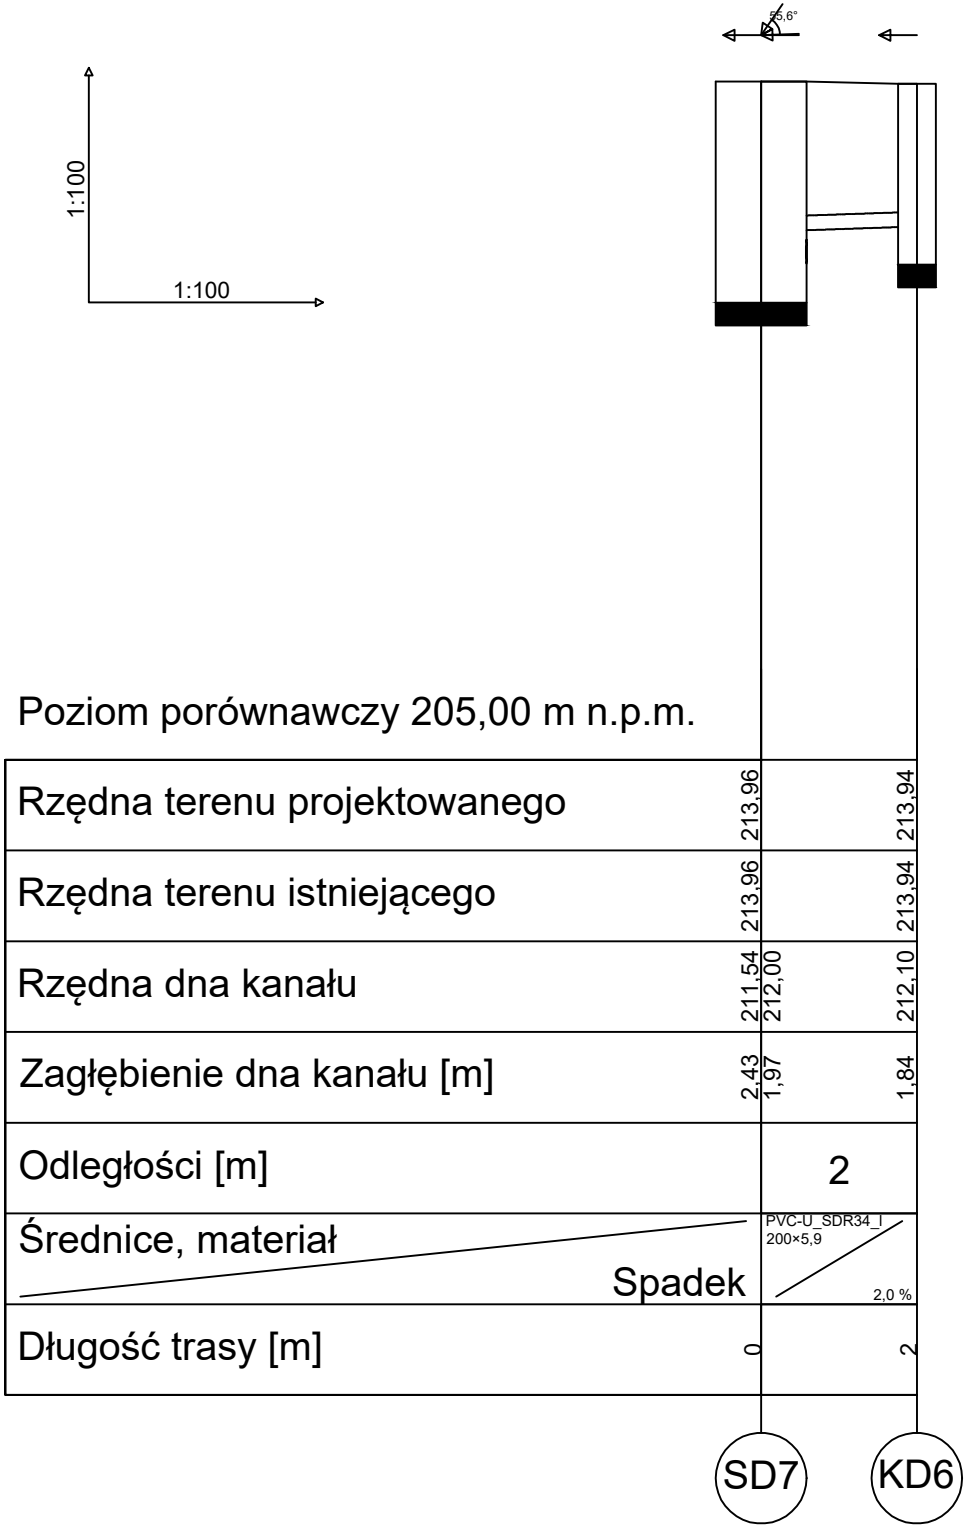 55,6°
1:100
1:100
Poziom porównawczy 205,00 m n.p.m.
Rzędna terenu projektowanego
213,96
213,94
Rzędna terenu istniejącego
213,96
213,94
Rzędna dna kanału
211,54
212,00
212,10
Zagłębienie dna kanału [m]
2,43
1,97
1,84
Odległości [m]
2
Średnice, materiał
Spadek
PVC-U_SDR34_l
200×5,9
2,0 %
Długość trasy [m]
0
2
SD7
KD6